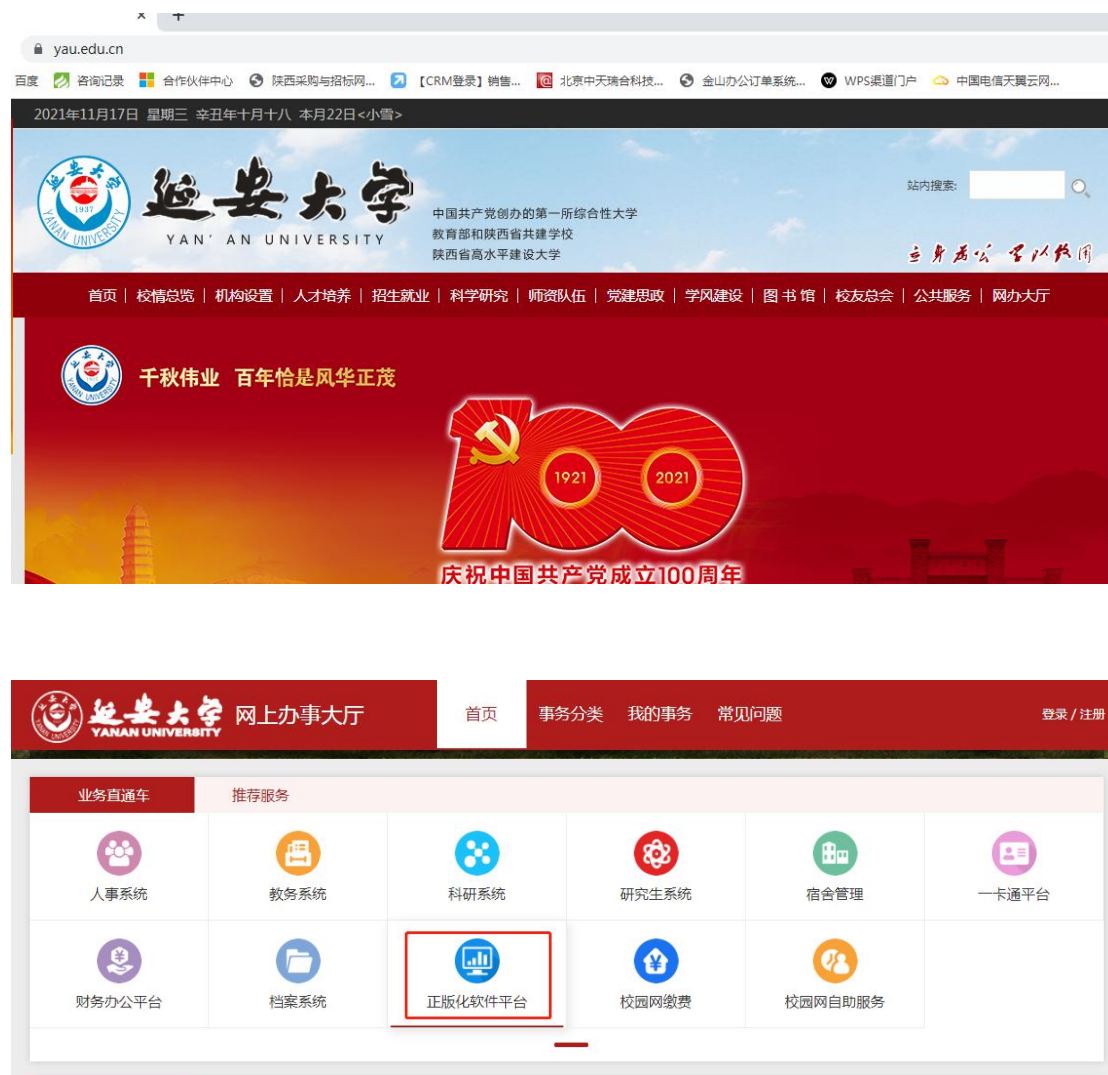 yau.edu.cn
百度 咨询记录 合作伙伴中心 陕西采购与招标网... 【CRM登录】销售... 北京中天瑞合科技... 金山办公订单系统... WPS渠道门户 中国电信天翼云网...
2021年11月17日 星期三 辛丑年十月十八 本月22日<小雪>
延安大学
YAN' AN UNIVERSITY
1937
中国共产党创办的第一所综合性大学
教育部和陕西省共建学校
陕西省高水平建设大学
站内搜索:
立身为公 学以致用
首页 | 校情总览 | 机构设置 | 人才培养 | 招生就业 | 科学研究 | 师资队伍 | 党建思政 | 学风建设 | 图 书 馆 | 校友总会 | 公共服务 | 网办大厅
千秋伟业 百年恰是风华正茂
100
1921 2021
庆祝中国共产党成立100周年
延安大学 网上办事大厅 首页 事务分类 我的事务 常见问题 登录 / 注册
YANAN UNIVERSITY
业务直通车 推荐服务
人事系统 教务系统 科研系统 研究生系统 宿舍管理 一卡通平台
财务办公平台 档案系统 正版化软件平台 校园网缴费 校园网自助服务